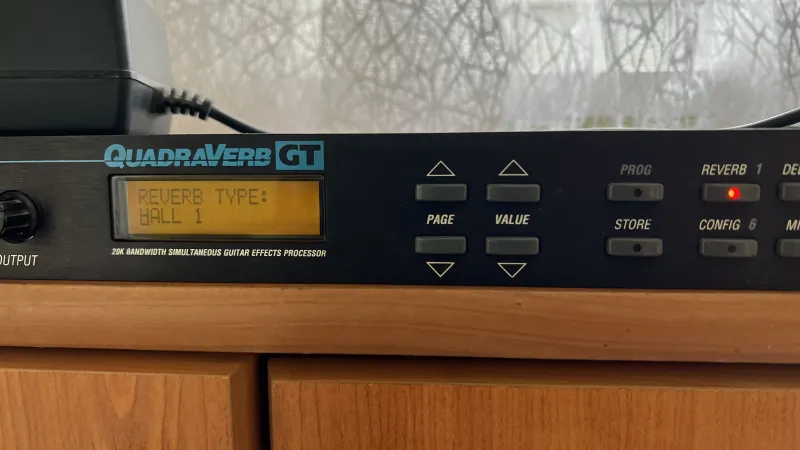 QUADRAVERB GT
REVERB TYPE:
HALL 1
20K BANDWIDTH SIMULTANEOUS GUITAR EFFECTS PROCESSOR
OUTPUT
PAGE
VALUE
PROG
REVERB 1
STORE
CONFIG 6